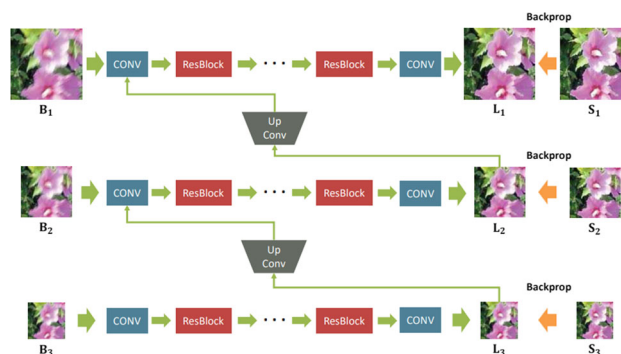 Backprop
CONV ResBlock ··· ResBlock CONV
B₁ L₁ S₁
Up
Conv
Backprop
CONV ResBlock ··· ResBlock CONV
B₂ L₂ S₂
Up
Conv
Backprop
CONV ResBlock ··· ResBlock CONV
B₃ L₃ S₃